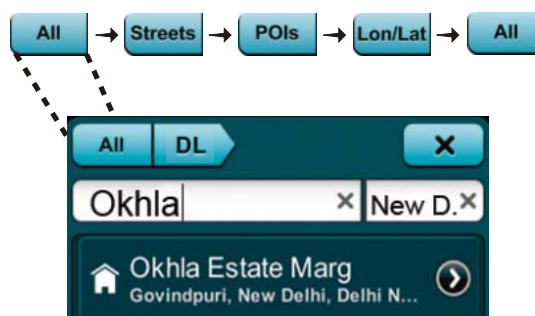 All → Streets → POIs → Lon/Lat → All
All DL ×
Okhla × New D. ×
Okhla Estate Marg
Govindpuri, New Delhi, Delhi N...